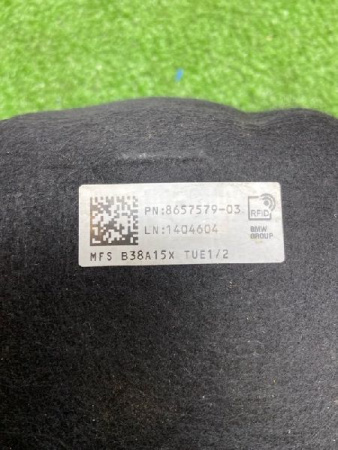 PN:8657579-03
RFID
LN:1404604
BMW
GROUP
MFS B38A15X TUE1/2